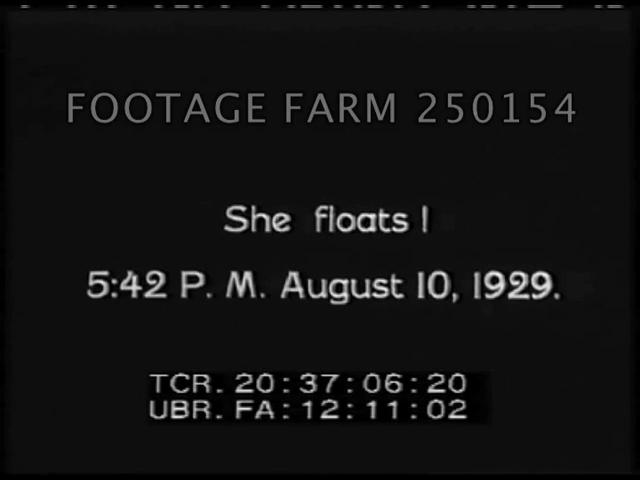 FOOTAGE FARM 250154
She floats!
5:42 P. M. August 10, 1929.
TCR. 20:37:06:20
UBR. FA:12:11:02